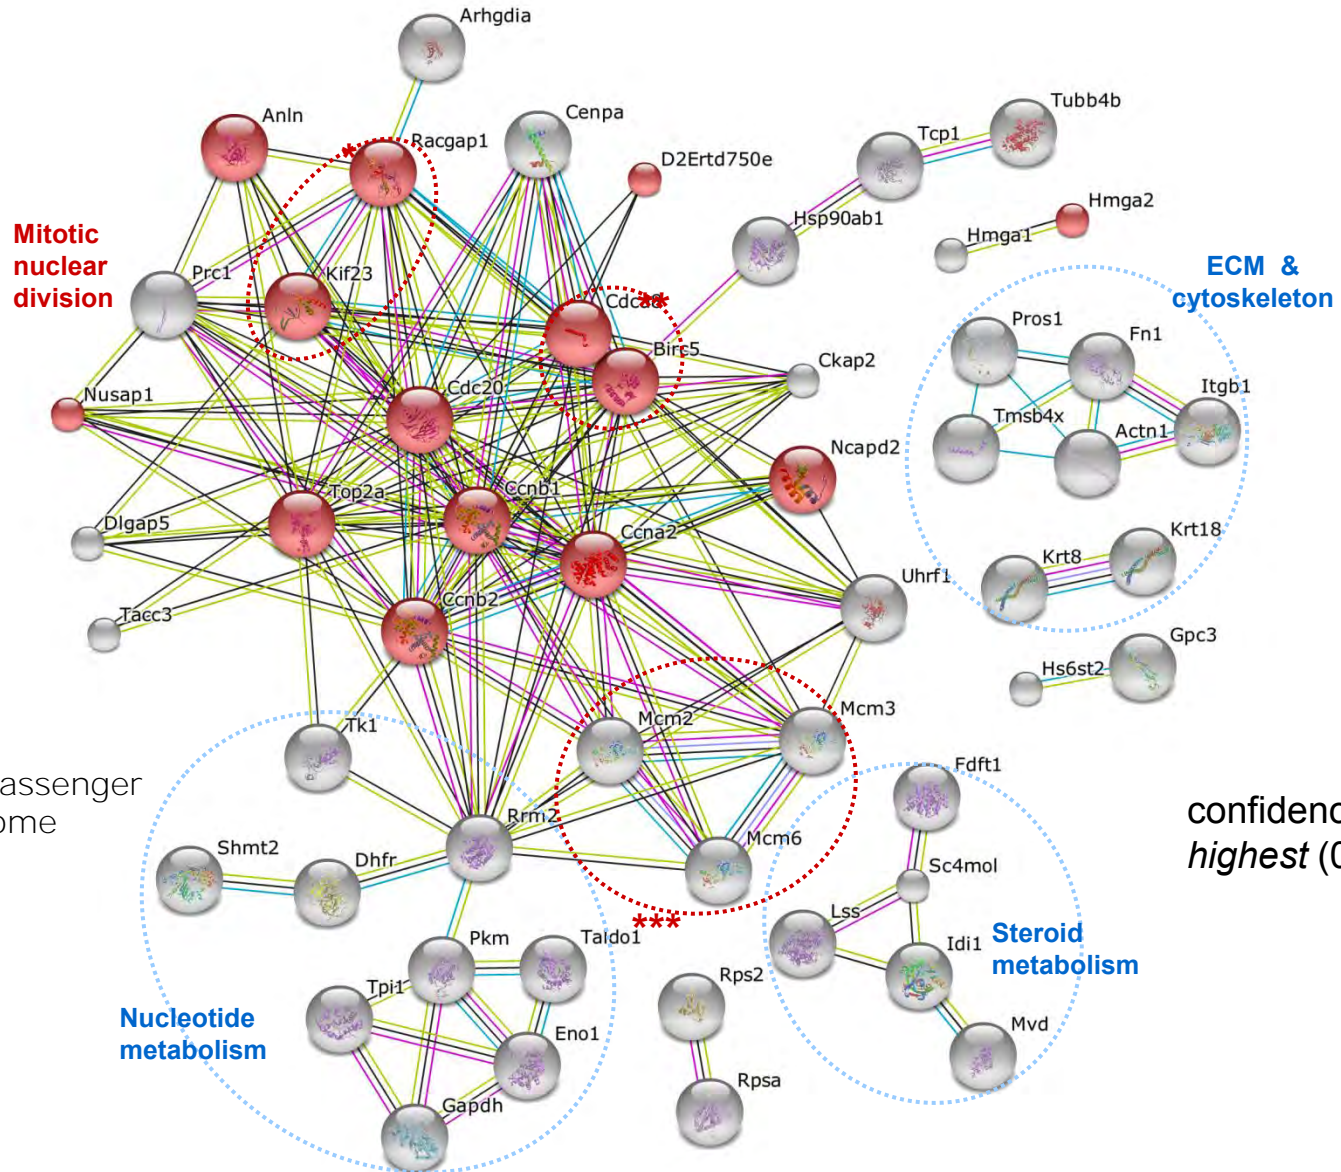 Arhgdia
Anln
Racgap1
*
Cenpa
D2Ertd750e
Tcp1
Tubb4b
Hsp90ab1
Hmga2
Hmga1
Mitotic
nuclear
division
Prc1
Kif23
**
Birc5
Ckap2
ECM &
cytoskeleton
Pros1
Fn1
Itgb1
Tmsb4x
Actn1
Nusap1
Cdc20
Ncapd2
Top2a
Ccnb1
Dlgap5
Ccna2
Krt18
Krt8
Uhrf1
Tacc3
Ccnb2
Gpc3
Hs6st2
Mcm2
Mcm3
Tk1
assenger
ome
Rrm2
Mcm6
Fdft1
Sc4mol
confidenc
highest (0
Shmt2
Dhfr
***
Lss
Idi1
Steroid
metabolism
Mvd
Pkm
Taldo1
Tpi1
Eno1
Nucleotide
metabolism
Gapdh
Rps2
Rpsa